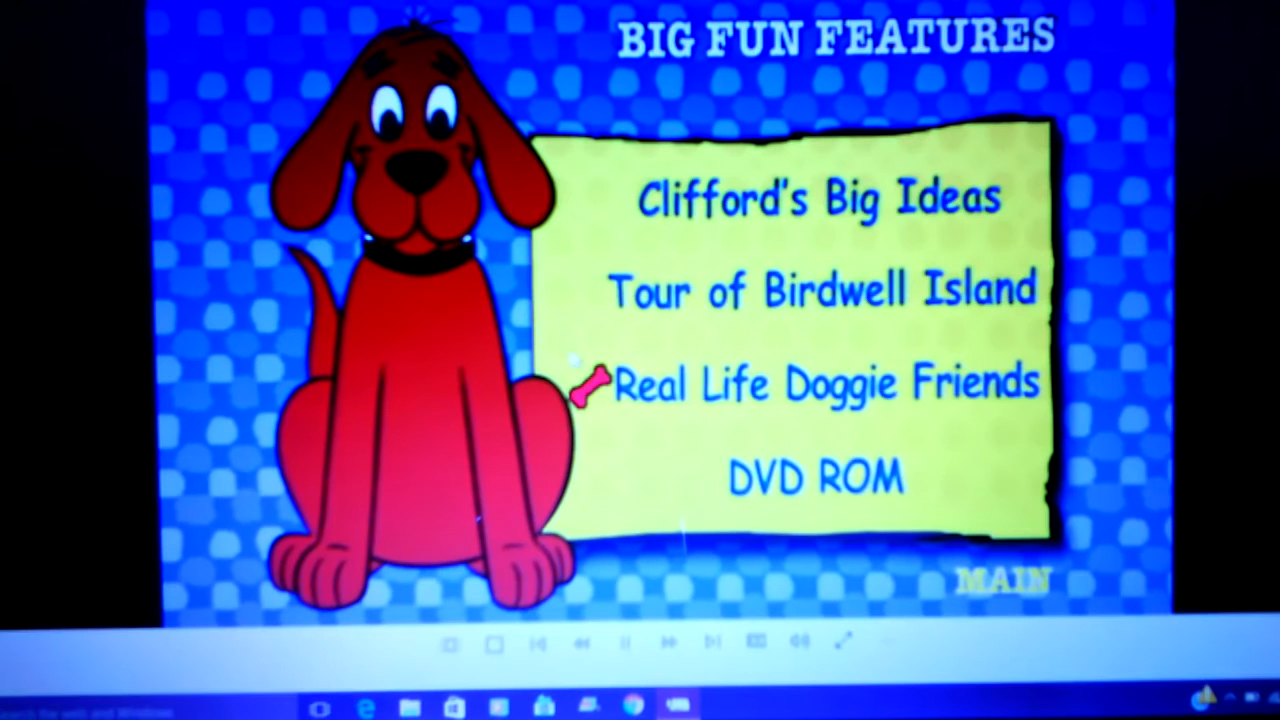 BIG FUN FEATURES
Clifford's Big Ideas
Tour of Birdwell Island
Real Life Doggie Friends
DVD ROM
MAIN